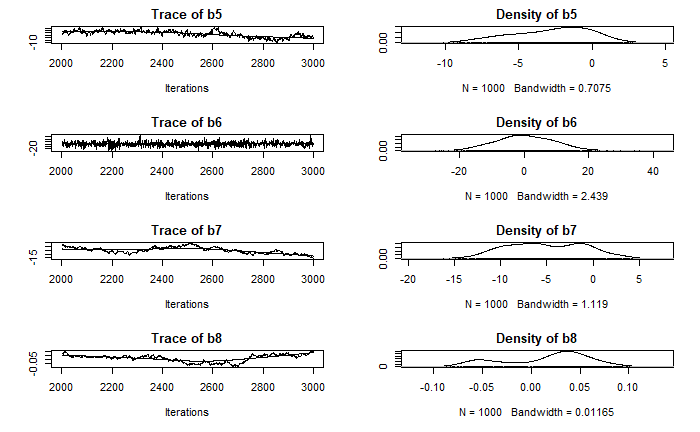 Trace of b5
Density of b5
-10
2000 2200 2400 2600 2800 3000
Iterations
0.00
-10 -5 0 5
N = 1000 Bandwidth = 0.7075
Trace of b6
Density of b6
-20
2000 2200 2400 2600 2800 3000
Iterations
0.00
-20 0 20 40
N = 1000 Bandwidth = 2.439
Trace of b7
Density of b7
-15
2000 2200 2400 2600 2800 3000
Iterations
0.00
-20 -15 -10 -5 0 5
N = 1000 Bandwidth = 1.119
Trace of b8
Density of b8
-0.05
2000 2200 2400 2600 2800 3000
Iterations
0
-0.10 -0.05 0.00 0.05 0.10
N = 1000 Bandwidth = 0.01165